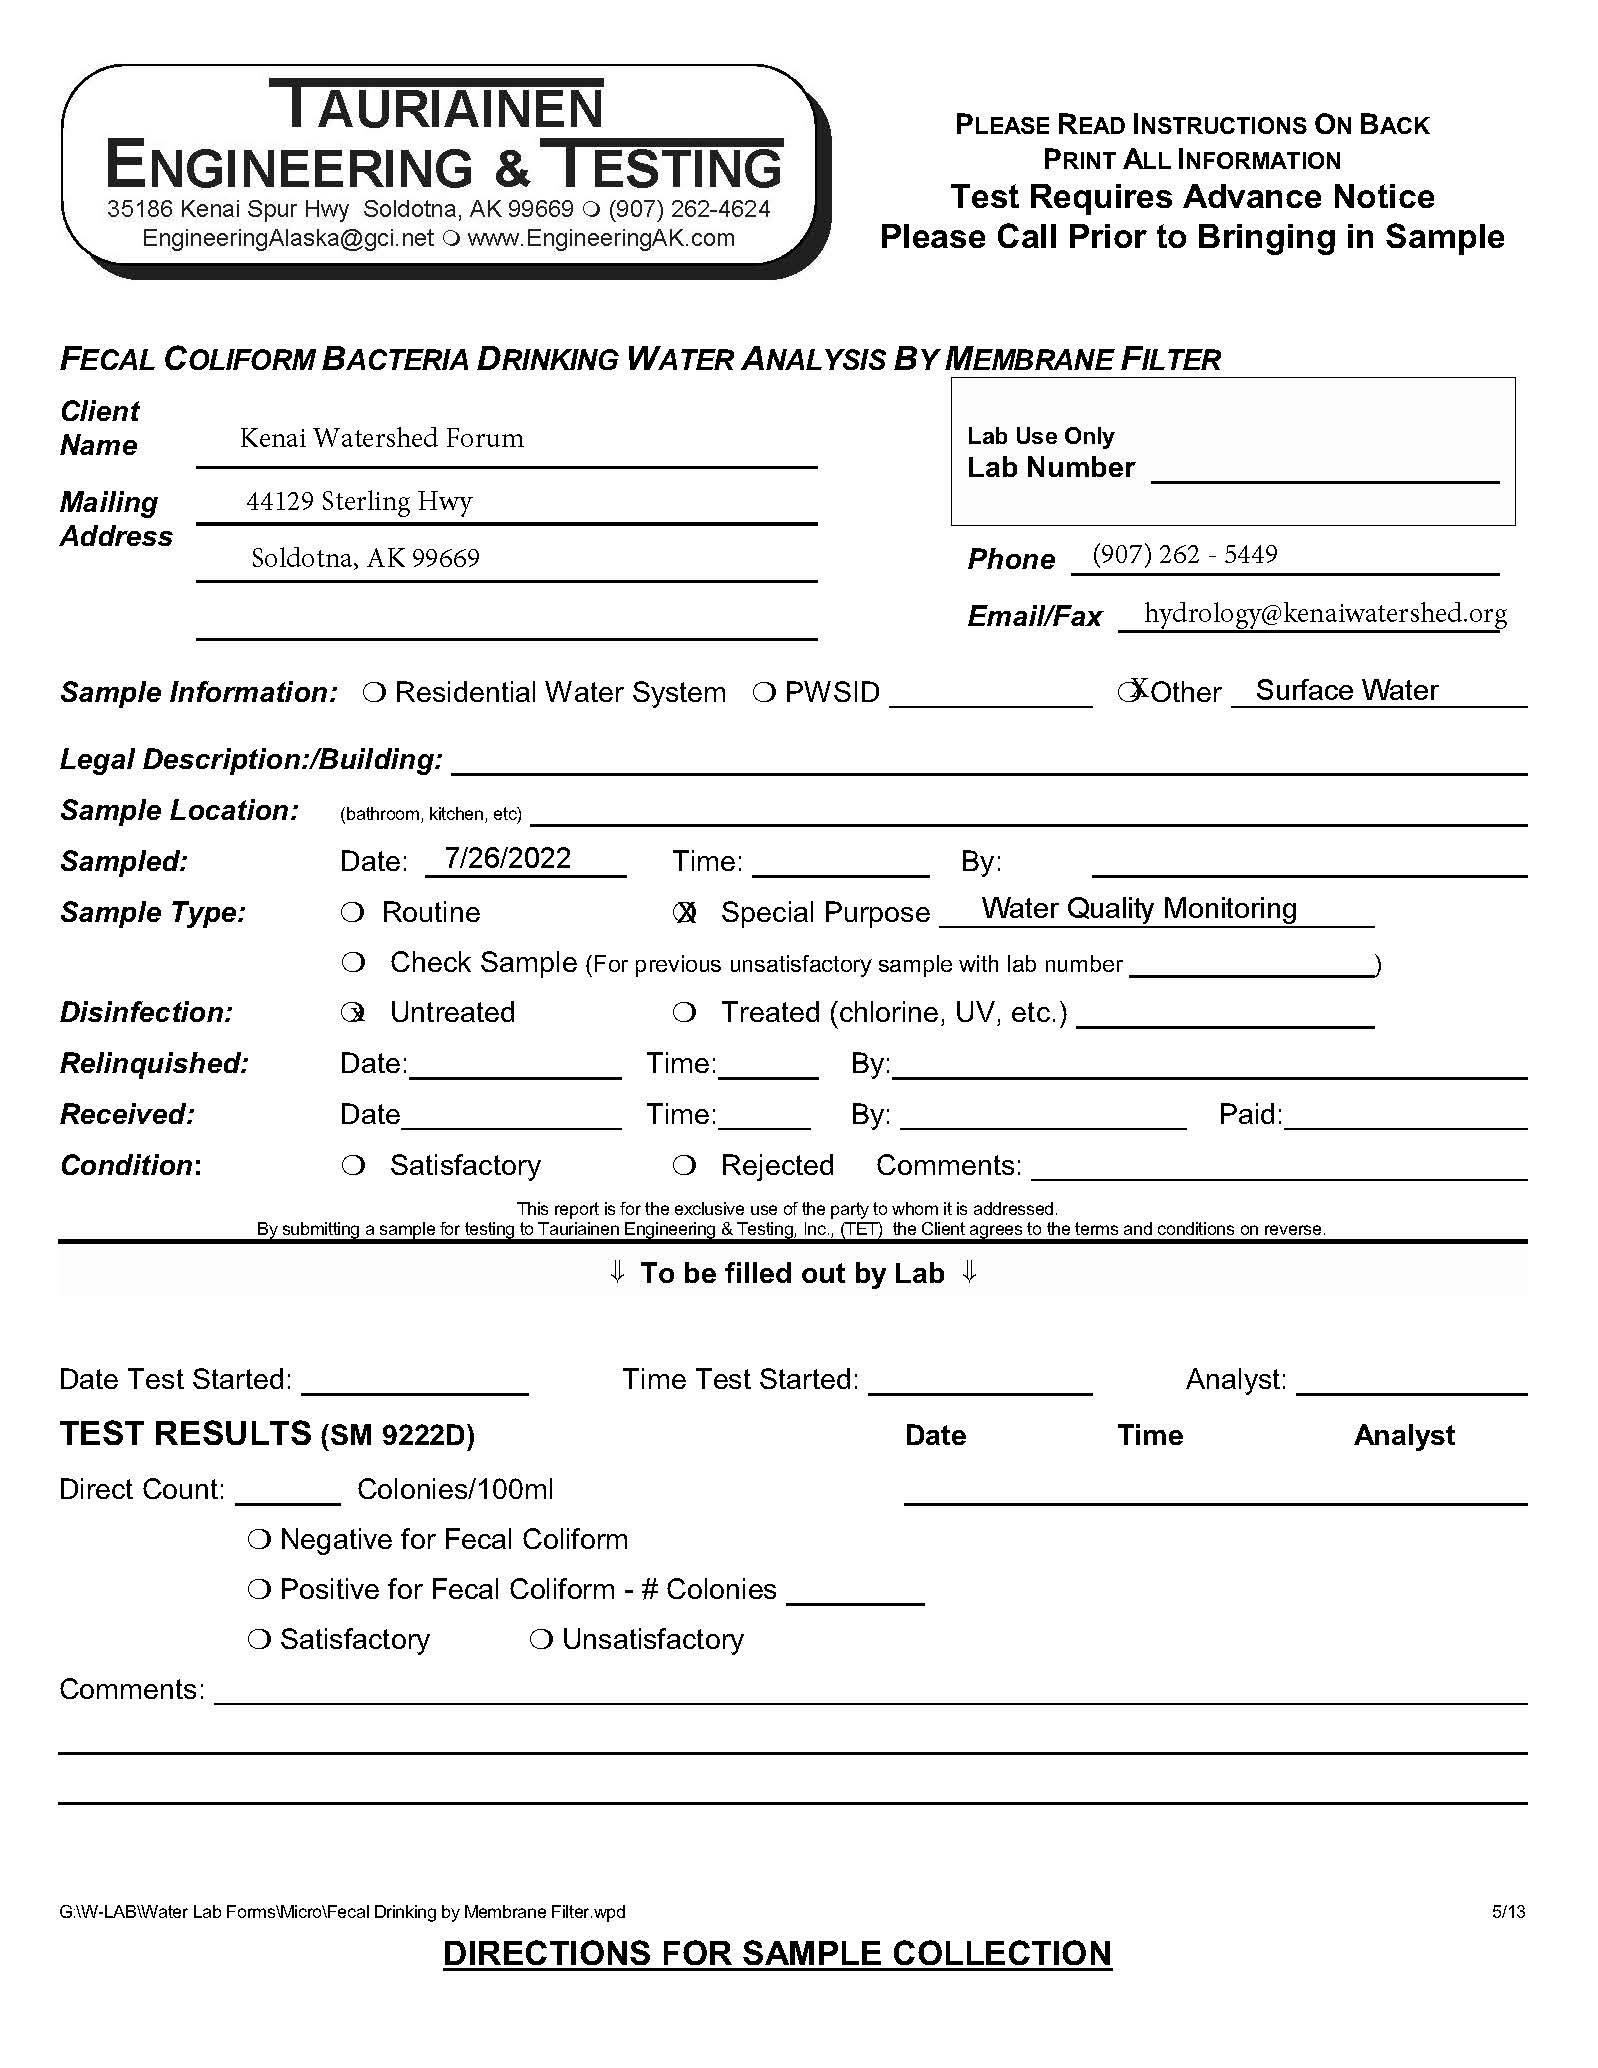 TAURIAINEN
ENGINEERING & TESTING
35186 Kenai Spur Hwy Soldotna, AK 99669 ❍ (907) 262-4624
EngineeringAlaska@gci.net ❍ www.EngineeringAK.com
PLEASE READ INSTRUCTIONS ON BACK
PRINT ALL INFORMATION
Test Requires Advance Notice
Please Call Prior to Bringing in Sample
FECAL COLIFORM BACTERIA DRINKING WATER ANALYSIS BY MEMBRANE FILTER
Client Name Kenai Watershed Forum
Mailing Address 44129 Sterling Hwy
Soldotna, AK 99669
Lab Use Only
Lab Number
Phone (907) 262 - 5449
Email/Fax hydrology@kenaiwatershed.org
Sample Information: ❍ Residential Water System ❍ PWSID ❍ X Other Surface Water
Legal Description:/Building:
Sample Location: (bathroom, kitchen, etc)
Sampled: Date: 7/26/2022 Time: By:
Sample Type: ❍ Routine ❍ X Special Purpose Water Quality Monitoring
❍ Check Sample (For previous unsatisfactory sample with lab number )
Disinfection: ❍ x Untreated ❍ Treated (chlorine, UV, etc.)
Relinquished: Date: Time: By:
Received: Date Time: By: Paid:
Condition: ❍ Satisfactory ❍ Rejected Comments:
This report is for the exclusive use of the party to whom it is addressed.
By submitting a sample for testing to Tauriainen Engineering & Testing, Inc., (TET) the Client agrees to the terms and conditions on reverse.
⇓ To be filled out by Lab ⇓
Date Test Started: Time Test Started: Analyst:
TEST RESULTS (SM 9222D) Date Time Analyst
Direct Count: Colonies/100ml
❍ Negative for Fecal Coliform
❍ Positive for Fecal Coliform - # Colonies
❍ Satisfactory ❍ Unsatisfactory
Comments:
G:\W-LAB\Water Lab Forms\Micro\Fecal Drinking by Membrane Filter.wpd 5/13
DIRECTIONS FOR SAMPLE COLLECTION